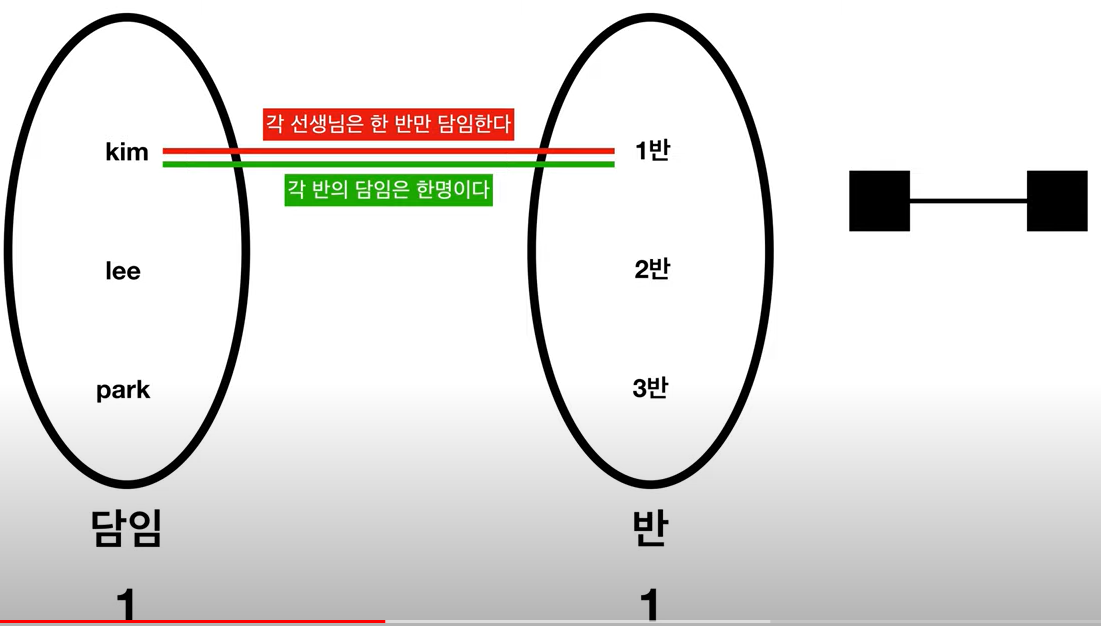 각 선생님은 한 반만 담임한다
kim
1반
각 반의 담임은 한명이다
lee
2반
park
3반
담임
반
1
1